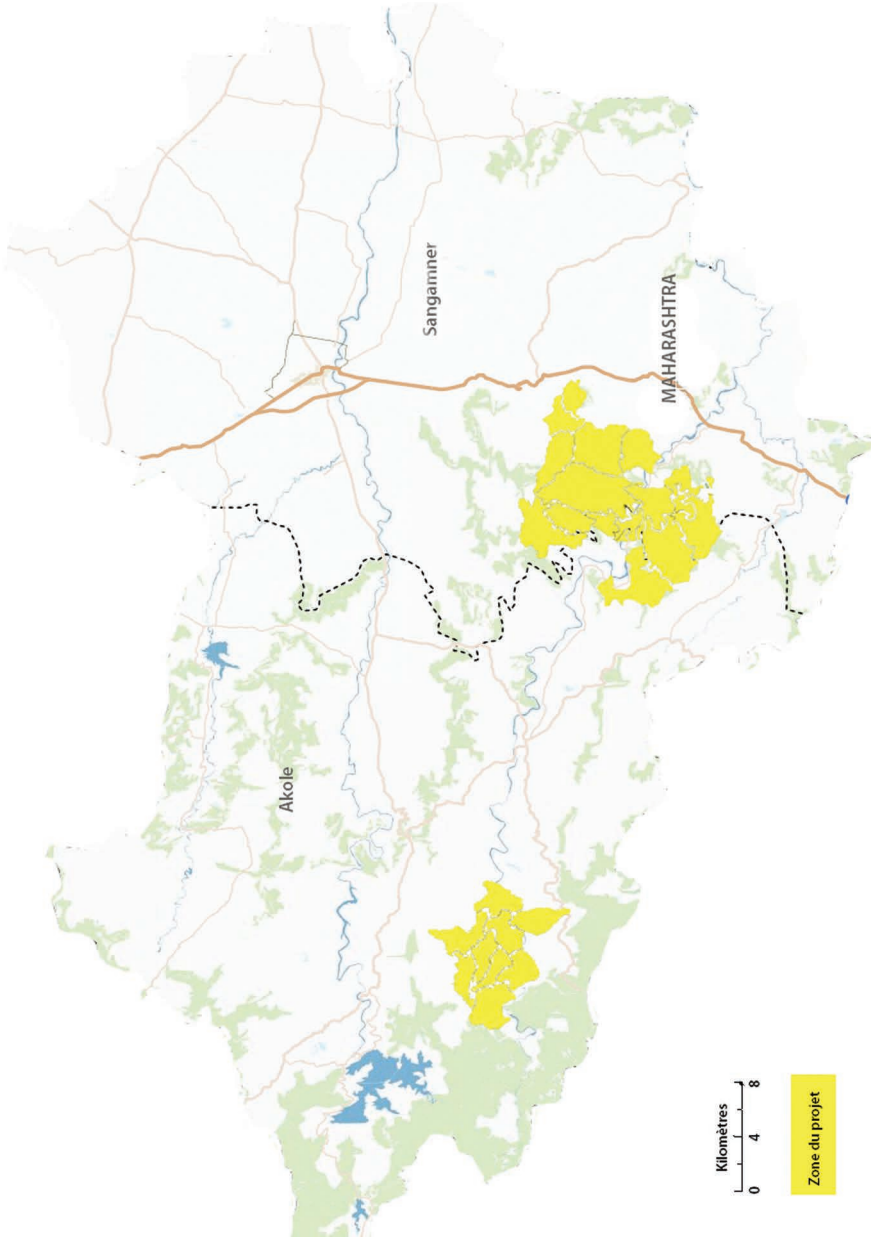 Akole
Sangamner
MAHARASHTRA
Kilomètres
0 4 8
Zone du projet